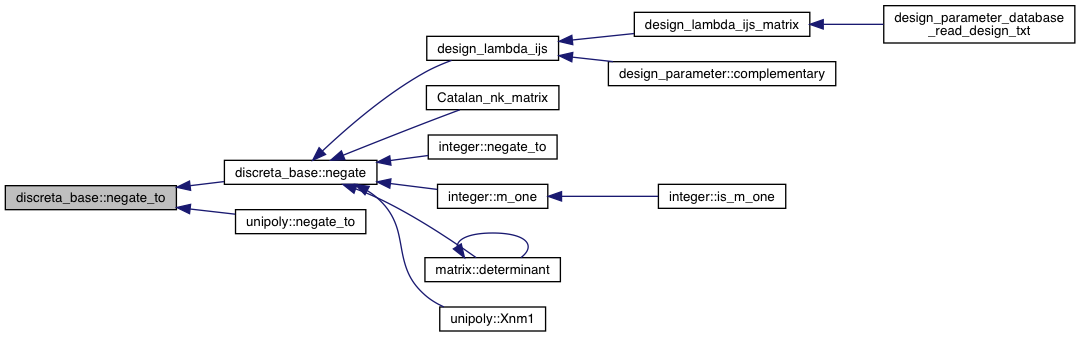 design_parameter_database
_read_design_txt
design_lambda_ijs_matrix
design_lambda_ijs
design_parameter::complementary
Catalan_nk_matrix
integer::negate_to
discreta_base::negate
discreta_base::negate_to
integer::m_one
integer::is_m_one
unipoly::negate_to
matrix::determinant
unipoly::Xnm1